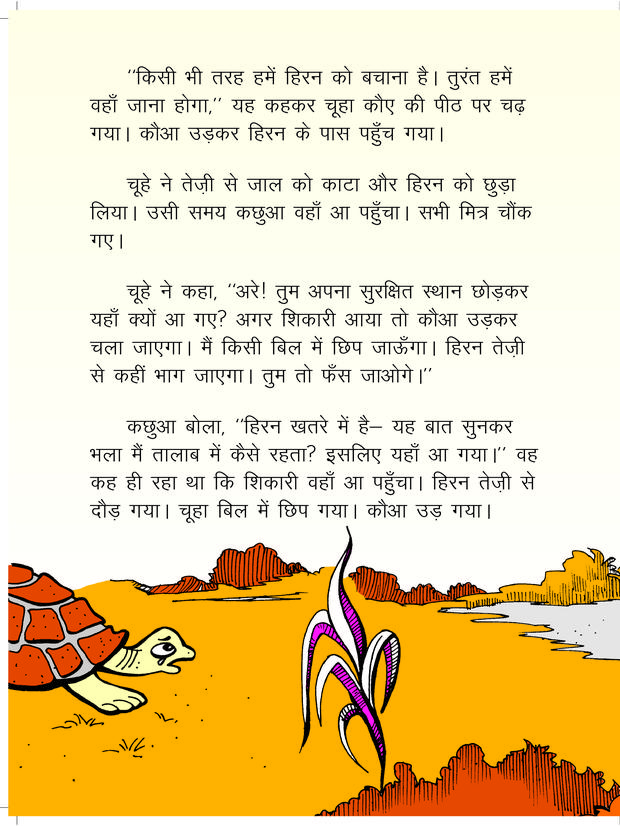 "किसी भी तरह हमें हिरन को बचाना है। तुरंत हमें
वहाँ जाना होगा," यह कहकर चूहा कौए की पीठ पर चढ़
गया। कौआ उड़कर हिरन के पास पहुँच गया।
चूहे ने तेज़ी से जाल को काटा और हिरन को छुड़ा
लिया। उसी समय कछुआ वहाँ आ पहुँचा। सभी मित्र चौंक
गए।
चूहे ने कहा, "अरे! तुम अपना सुरक्षित स्थान छोड़कर
यहाँ क्यों आ गए? अगर शिकारी आया तो कौआ उड़कर
चला जाएगा। मैं किसी बिल में छिप जाऊँगा। हिरन तेज़ी
से कहीं भाग जाएगा। तुम तो फँस जाओगे।"
कछुआ बोला, "हिरन खतरे में है– यह बात सुनकर
भला मैं तालाब में कैसे रहता? इसलिए यहाँ आ गया।" वह
कह ही रहा था कि शिकारी वहाँ आ पहुँचा। हिरन तेज़ी से
दौड़ गया। चूहा बिल में छिप गया। कौआ उड़ गया।